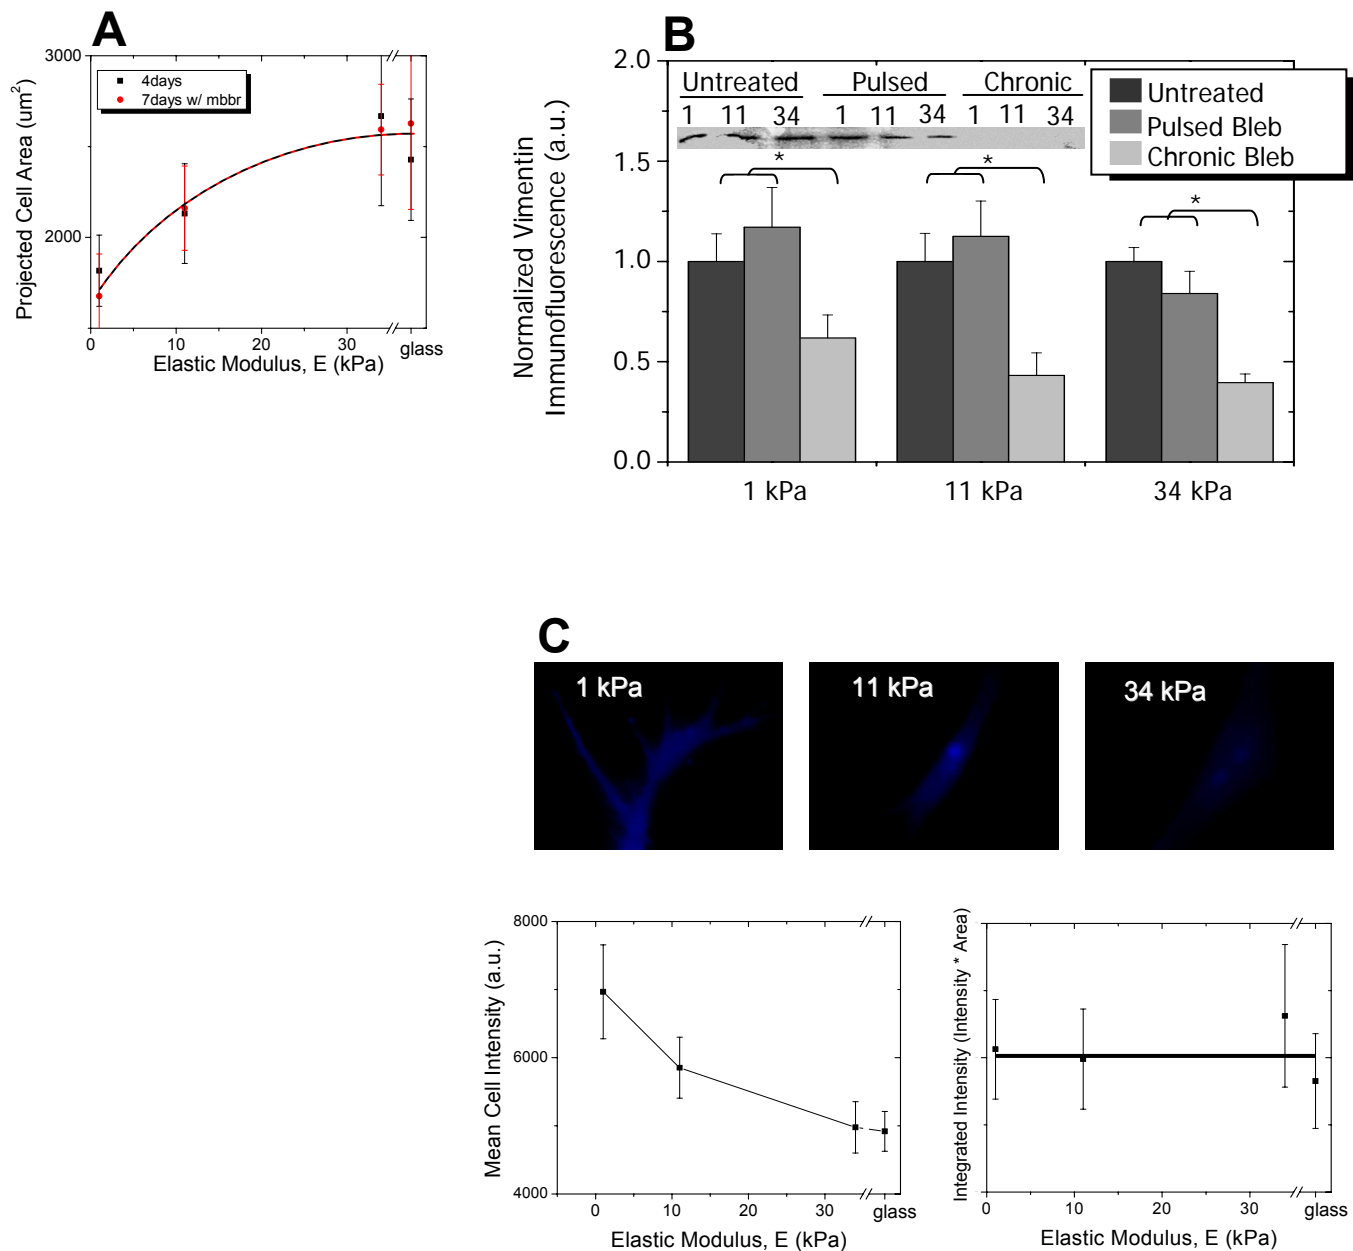 A
Projected Cell Area (um²)
3000
2000
4days
7days w/ mbbr
0 10 20 30 glass
Elastic Modulus, E (kPa)
B
Normalized Vimentin
Immunofluorescence (a.u.)
2.0
1.5
1.0
0.5
0.0
Untreated Pulsed Chronic
1 11 34 1 11 34 1 11 34
Untreated
Pulsed Bleb
Chronic Bleb
* * *
1 kPa 11 kPa 34 kPa
C
1 kPa 11 kPa 34 kPa
Mean Cell Intensity (a.u.)
8000
6000
4000
0 10 20 30 glass
Elastic Modulus, E (kPa)
Integrated Intensity (Intensity * Area)
0 10 20 30 glass
Elastic Modulus, E (kPa)